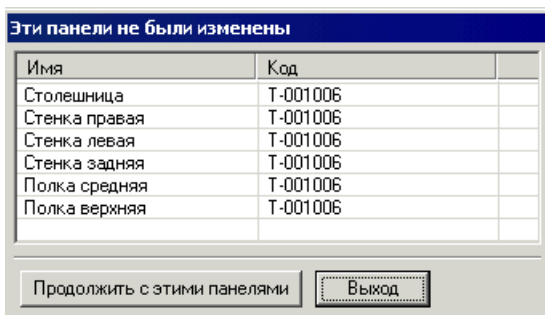 Эти панели не были изменены
Имя Код
Столешница Т-001006
Стенка правая Т-001006
Стенка левая Т-001006
Стенка задняя Т-001006
Полка средняя Т-001006
Полка верхняя Т-001006
Продолжить с этими панелями Выход